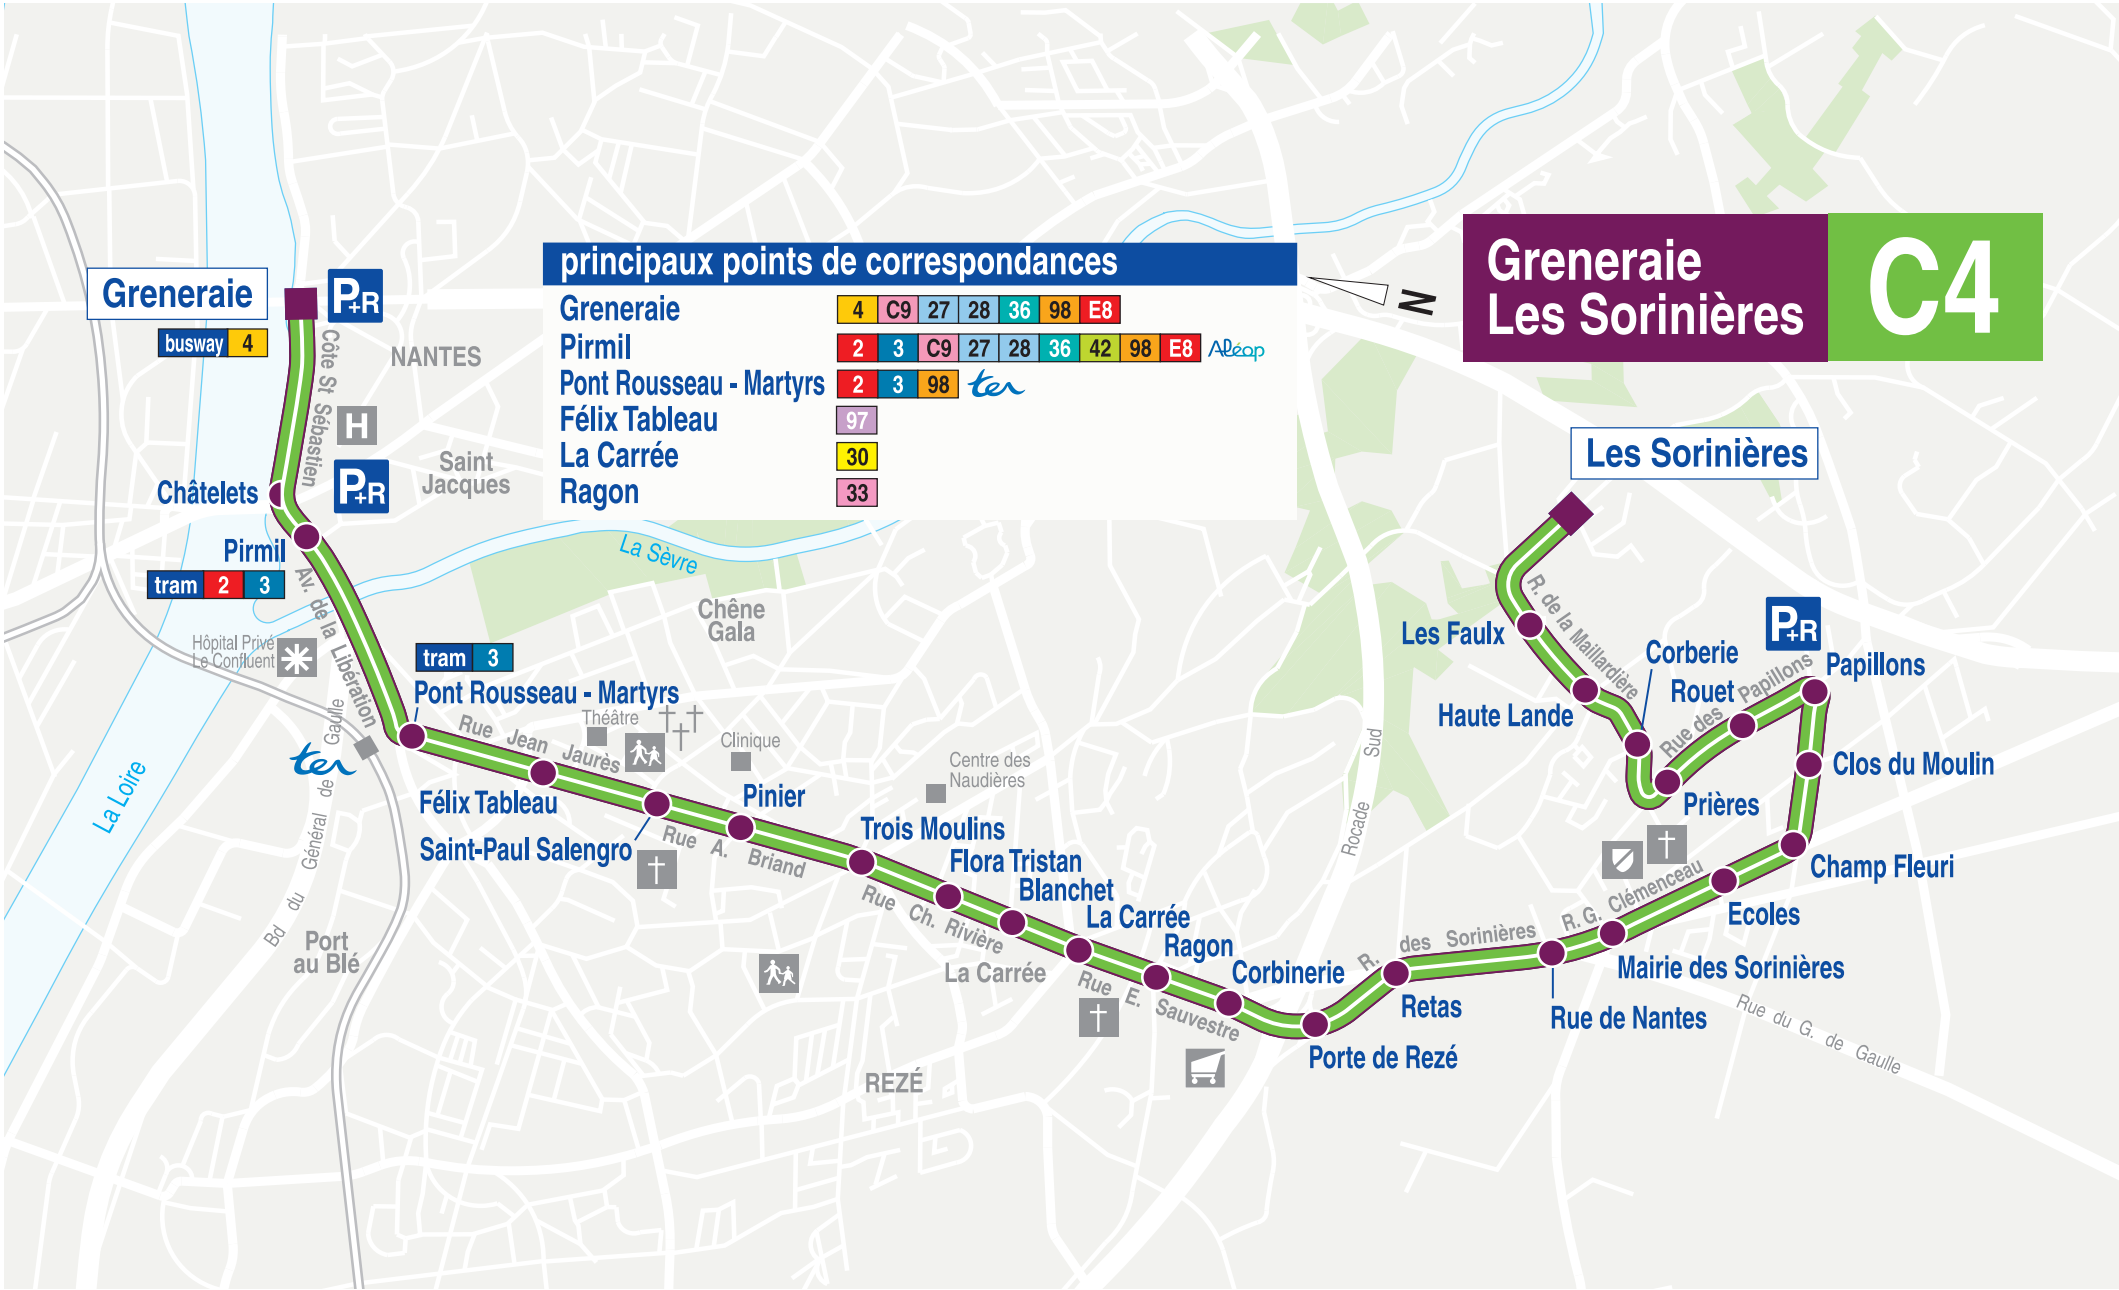 Greneraie
Les Sorinières
C4
principaux points de correspondances
Greneraie 4 C9 27 28 36 98 E8
Pirmil 2 3 C9 27 28 36 42 98 E8 Aléop
Pont Rousseau - Martyrs 2 3 98 ter
Félix Tableau 97
La Carrée 30
Ragon 33
N
Greneraie
P+R
busway 4
Côte St Sébastien
NANTES
H
Saint
Jacques
P+R
Châtelets
Pirmil
tram 2 3
Av. de la Libération
La Sèvre
Chêne
Gala
Hôpital Privé
Le Confluent
tram 3
Pont Rousseau - Martyrs
ter
La Loire
Bd du Général de Gaulle
Port
au Blé
Rue Jean Jaurès
Théâtre
Clinique
Félix Tableau
Saint-Paul Salengro
Pinier
Rue A. Briand
Centre des
Naudières
Trois Moulins
Flora Tristan
Blanchet
La Carrée
Ragon
Corbinerie
Rue Ch. Rivière
La Carrée
Rue E. Sauvestre
REZÉ
Rocade Sud
Porte de Rezé
Retas
R. des Sorinières
Rue de Nantes
R. G. Clémenceau
Mairie des Sorinières
Rue du G. de Gaulle
Ecoles
Champ Fleuri
Clos du Moulin
Papillons
P+R
Rue des Papillons
Rouet
Prières
Corberie
Haute Lande
R. de la Maillardière
Les Faulx
Les Sorinières